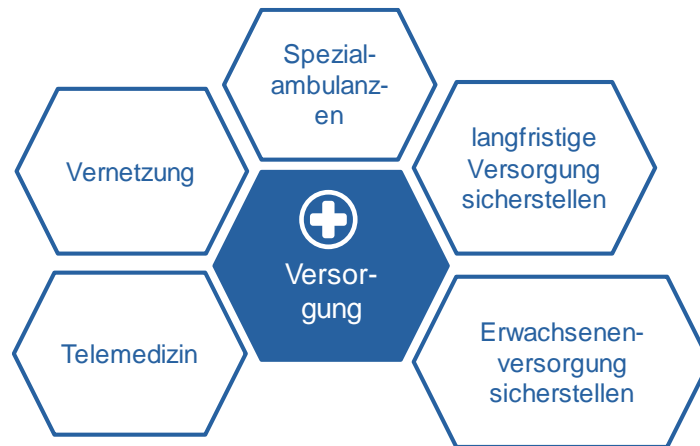 Spezial-
ambulanz-
en
Vernetzung
langfristige
Versorgung
sicherstellen
Versor-
gung
Telemedizin
Erwachsenen-
versorgung
sicherstellen